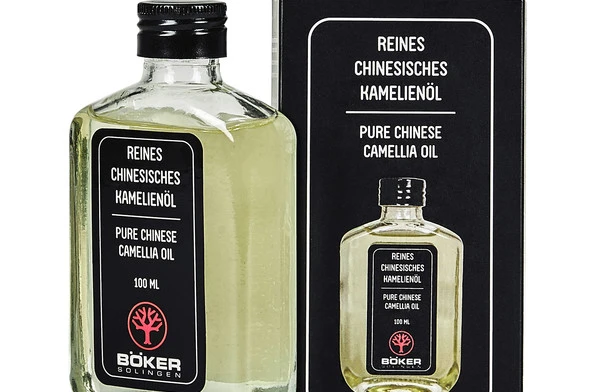 REINES
CHINESISCHES
KAMELIENÖL
PURE CHINESE
CAMELLIA OIL
100 ML
BÖKER
SOLINGEN
REINES
CHINESISCHES
KAMELIENÖL
PURE CHINESE
CAMELLIA OIL
REINES
CHINESISCHES
KAMELIENÖL
PURE CHINESE
CAMELLIA OIL
100 ML
BÖKER
SOLINGEN